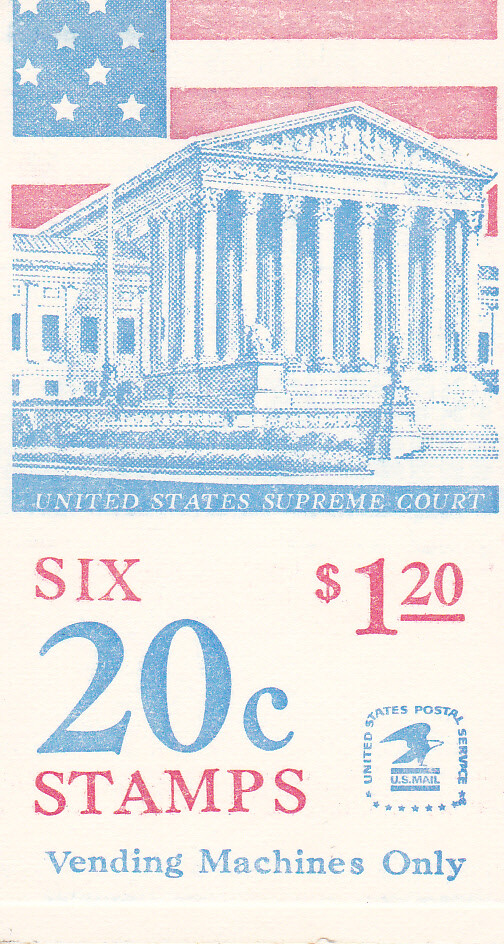 UNITED STATES SUPREME COURT
SIX
$1 20
20c
STAMPS
UNITED STATES POSTAL SERVICE
U.S.MAIL
Vending Machines Only